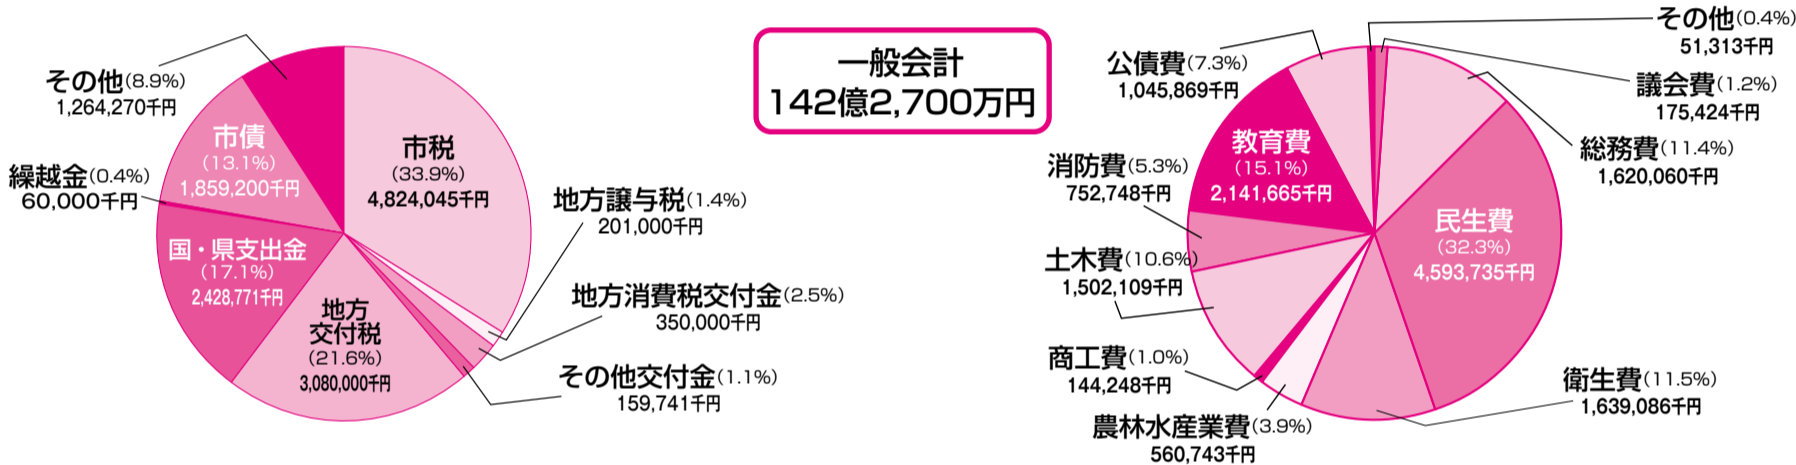 一般会計
142億2,700万円
市税
(33.9%)
4,824,045千円
地方譲与税(1.4%)
201,000千円
地方消費税交付金(2.5%)
350,000千円
その他交付金(1.1%)
159,741千円
地方
交付税
(21.6%)
3,080,000千円
国・県支出金
(17.1%)
2,428,771千円
繰越金(0.4%)
60,000千円
市債
(13.1%)
1,859,200千円
その他(8.9%)
1,264,270千円
その他(0.4%)
51,313千円
議会費(1.2%)
175,424千円
総務費(11.4%)
1,620,060千円
民生費
(32.3%)
4,593,735千円
衛生費(11.5%)
1,639,086千円
農林水産業費(3.9%)
560,743千円
商工費(1.0%)
144,248千円
土木費(10.6%)
1,502,109千円
消防費(5.3%)
752,748千円
教育費
(15.1%)
2,141,665千円
公債費(7.3%)
1,045,869千円